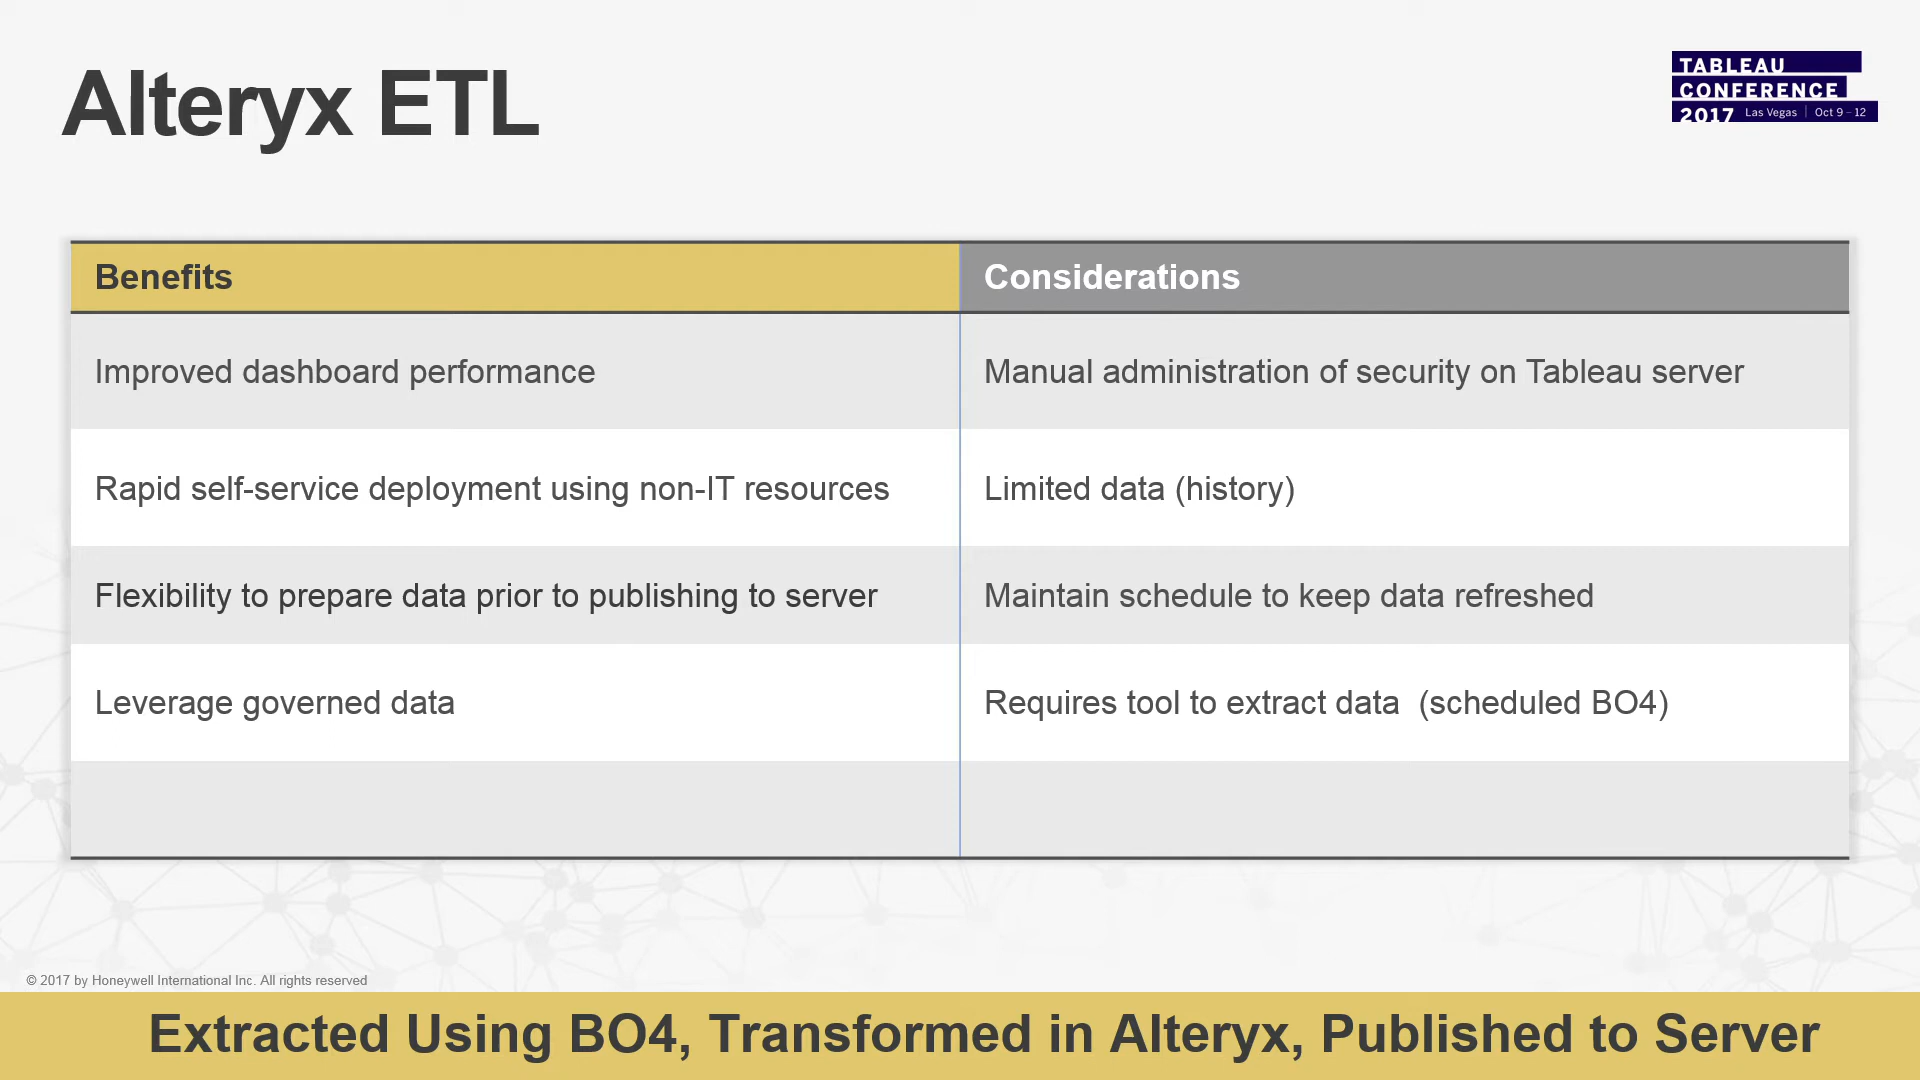 Alteryx ETL
TABLEAU
CONFERENCE
2017 Las Vegas | Oct 9 - 12
Benefits
Considerations
Improved dashboard performance
Manual administration of security on Tableau server
Rapid self-service deployment using non-IT resources
Limited data (history)
Flexibility to prepare data prior to publishing to server
Maintain schedule to keep data refreshed
Leverage governed data
Requires tool to extract data  (scheduled BO4)
© 2017 by Honeywell International Inc. All rights reserved
Extracted Using BO4, Transformed in Alteryx, Published to Server